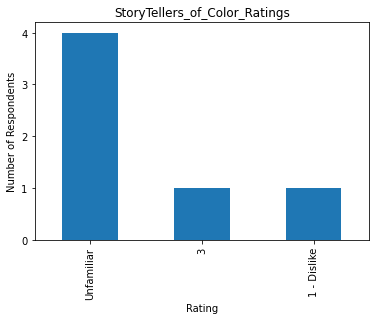 StoryTellers_of_Color_Ratings
Number of Respondents
4
3
2
1
0
Unfamiliar
3
1 - Dislike
Rating